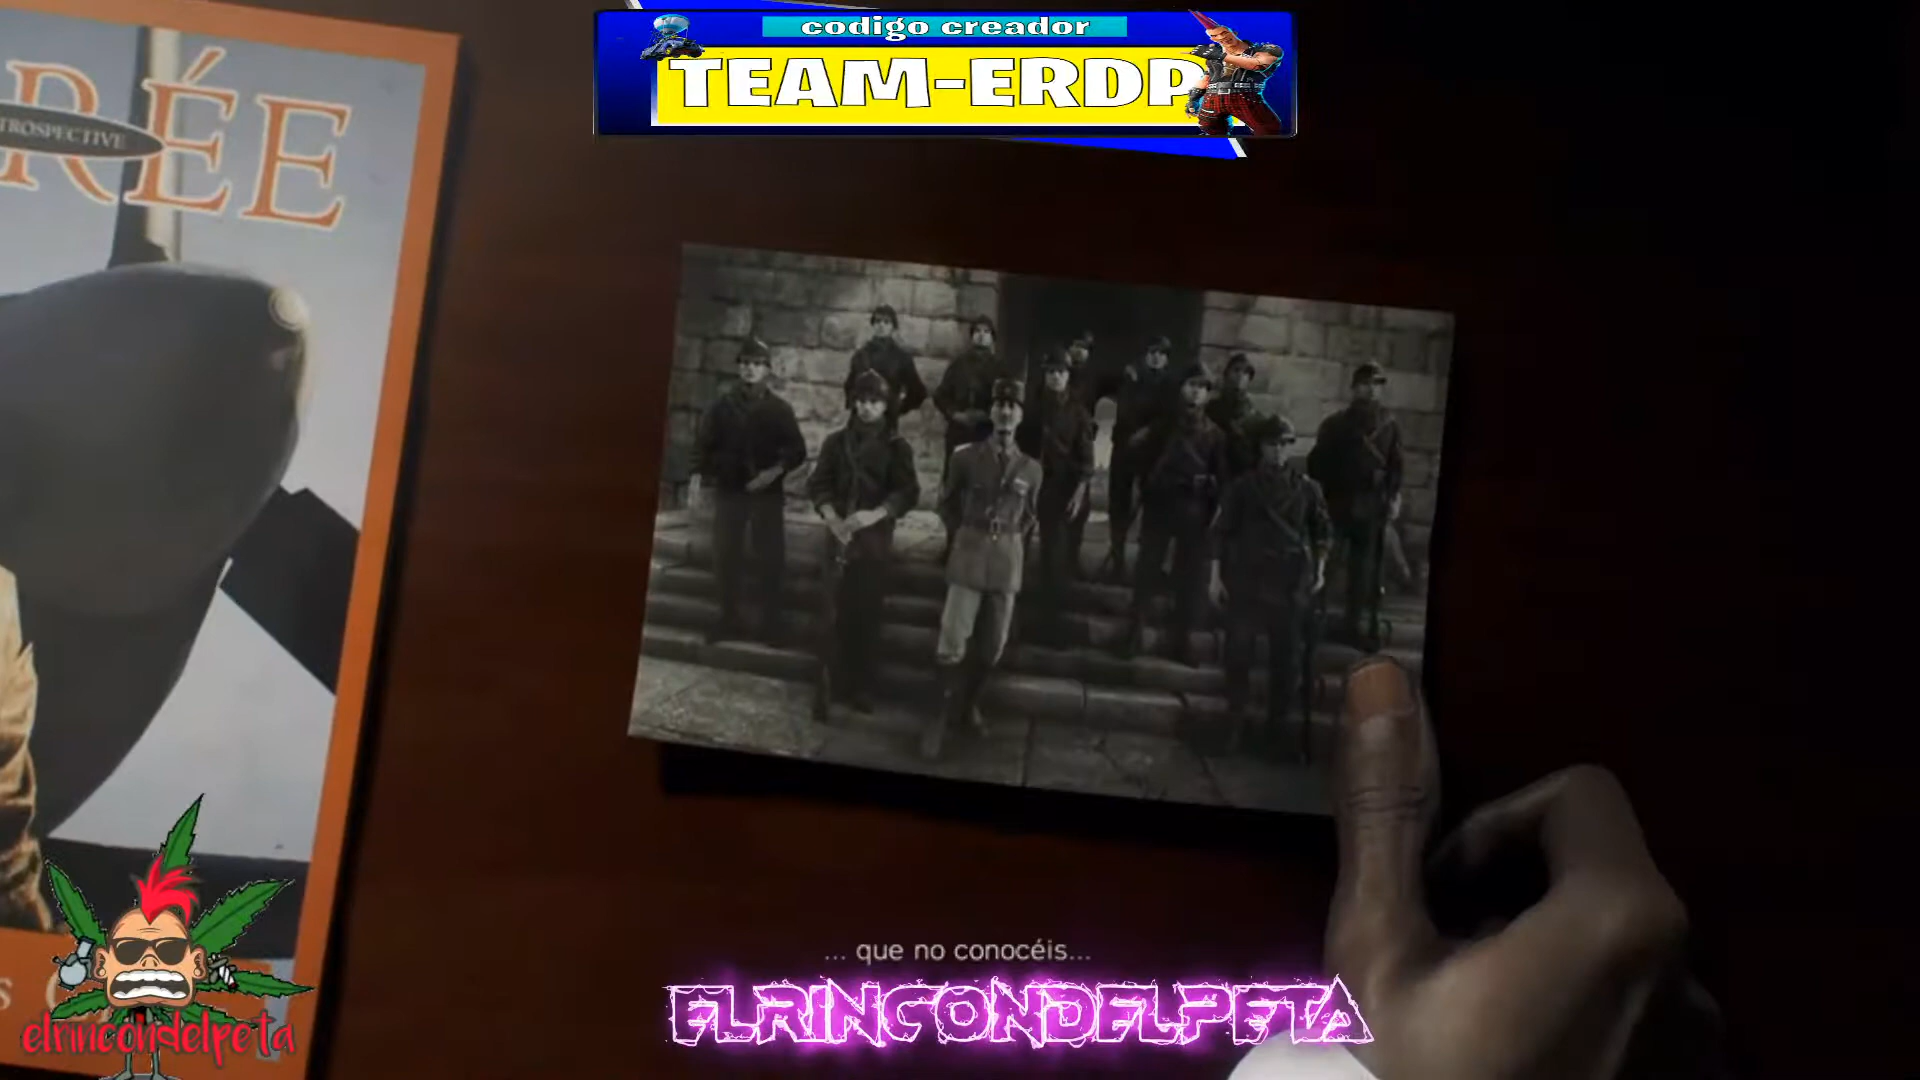 codigo creador
TEAM-ERDP
RÉE
TROSPECTIVE
... que no conocéis...
ELRINCONDELPETA
elrincondelpeta